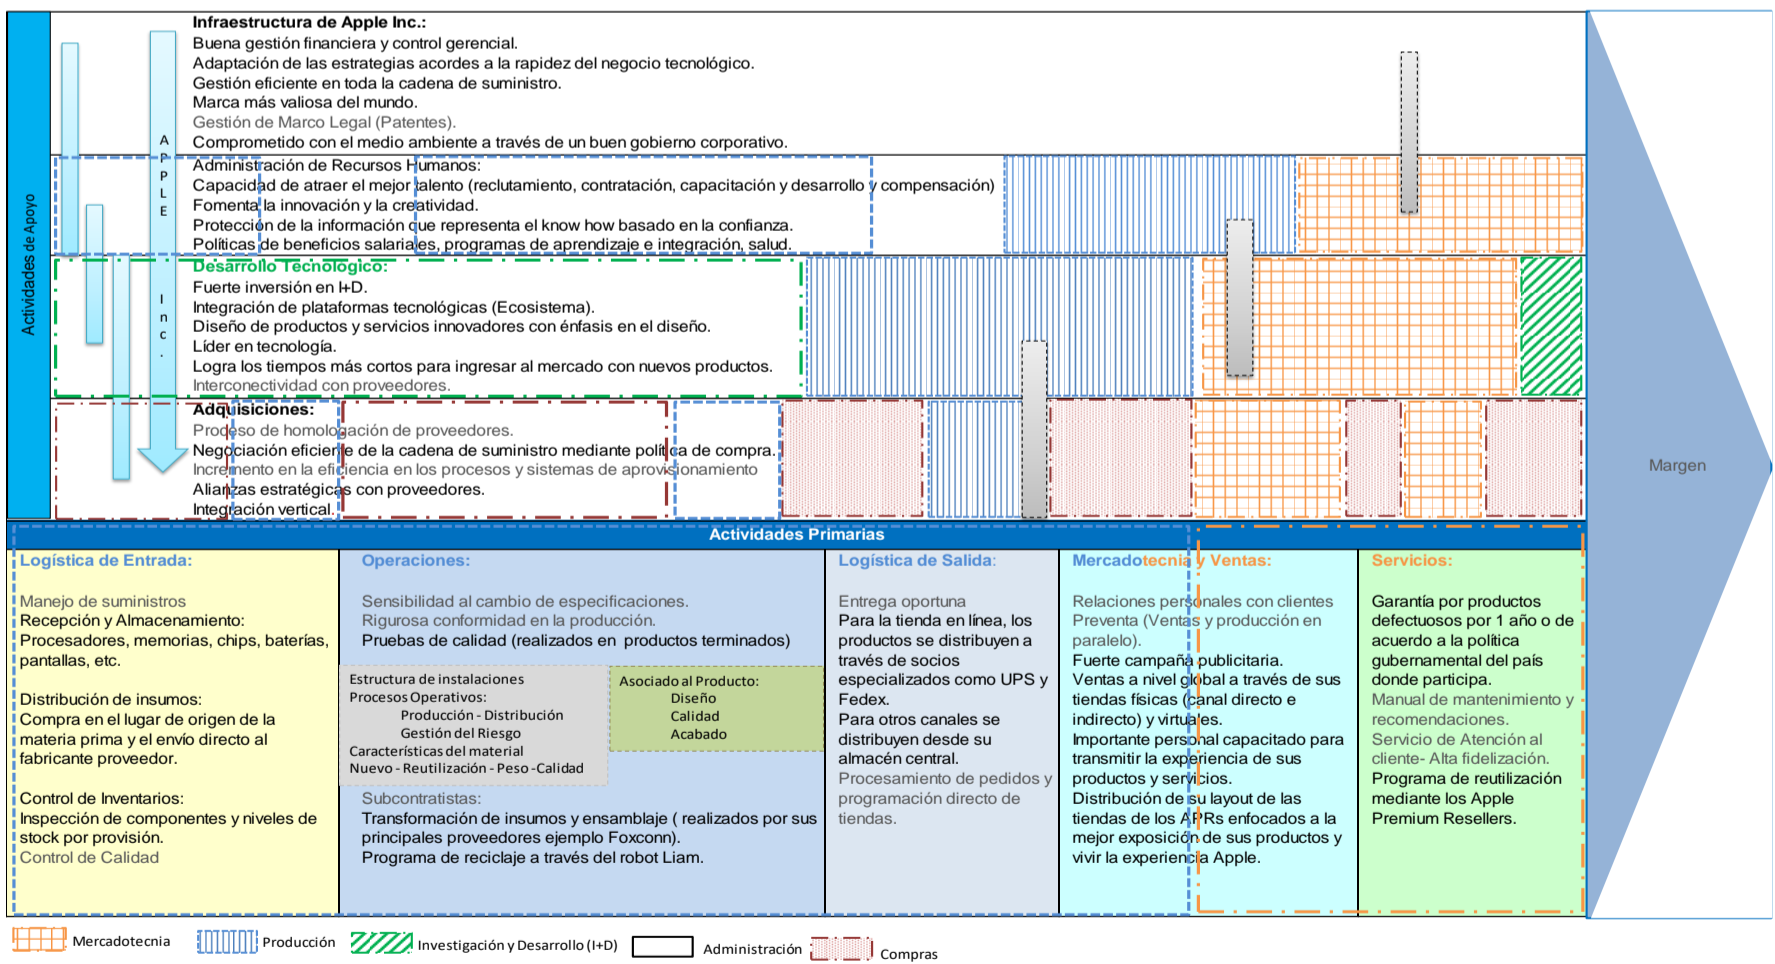 Actividades de Apoyo
APPLE Inc.
Infraestructura de Apple Inc.:
Buena gestión financiera y control gerencial.
Adaptación de las estrategias acordes a la rapidez del negocio tecnológico.
Gestión eficiente en toda la cadena de suministro.
Marca más valiosa del mundo.
Gestión de Marco Legal (Patentes).
Comprometido con el medio ambiente a través de un buen gobierno corporativo.
Administración de Recursos Humanos:
Capacidad de atraer el mejor talento (reclutamiento, contratación, capacitación y desarrollo y compensación)
Fomenta la innovación y la creatividad.
Protección de la información que representa el know how basado en la confianza.
Políticas de beneficios salariales, programas de aprendizaje e integración, salud.
Desarrollo Tecnológico:
Fuerte inversión en I+D.
Integración de plataformas tecnológicas (Ecosistema).
Diseño de productos y servicios innovadores con énfasis en el diseño.
Líder en tecnología.
Logra los tiempos más cortos para ingresar al mercado con nuevos productos.
Interconectividad con proveedores.
Adquisiciones:
Proceso de homologación de proveedores.
Negociación eficiente de la cadena de suministro mediante política de compra.
Incremento en la eficiencia en los procesos y sistemas de aprovisionamiento
Alianzas estratégicas con proveedores.
Integración vertical.
Margen
Actividades Primarias
Logística de Entrada:
Manejo de suministros
Recepción y Almacenamiento:
Procesadores, memorias, chips, baterías,
pantallas, etc.
Distribución de insumos:
Compra en el lugar de origen de la
materia prima y el envío directo al
fabricante proveedor.
Control de Inventarios:
Inspección de componentes y niveles de
stock por provisión.
Control de Calidad
Operaciones:
Sensibilidad al cambio de especificaciones.
Rigurosa conformidad en la producción.
Pruebas de calidad (realizados en productos terminados)
Estructura de instalaciones
Procesos Operativos:
Producción - Distribución
Gestión del Riesgo
Características del material
Nuevo - Reutilización - Peso -Calidad
Asociado al Producto:
Diseño
Calidad
Acabado
Subcontratistas:
Transformación de insumos y ensamblaje ( realizados por sus
principales proveedores ejemplo Foxconn).
Programa de reciclaje a través del robot Liam.
Logística de Salida:
Entrega oportuna
Para la tienda en línea, los
productos se distribuyen a
través de socios
especializados como UPS y
Fedex.
Para otros canales se
distribuyen desde su
almacén central.
Procesamiento de pedidos y
programación directo de
tiendas.
Mercadotecnia y Ventas:
Relaciones personales con clientes
Preventa (Ventas y producción en
paralelo).
Fuerte campaña publicitaria.
Ventas a nivel global a través de sus
tiendas físicas (canal directo e
indirecto) y virtuales.
Importante personal capacitado para
transmitir la experiencia de sus
productos y servicios.
Distribución de su layout de las
tiendas de los APRs enfocados a la
mejor exposición de sus productos y
vivir la experiencia Apple.
Servicios:
Garantía por productos
defectuosos por 1 año o de
acuerdo a la política
gubernamental del país
donde participa.
Manual de mantenimiento y
recomendaciones.
Servicio de Atención al
cliente- Alta fidelización.
Programa de reutilización
mediante los Apple
Premium Resellers.
Mercadotecnia
Producción
Investigación y Desarrollo (I+D)
Administración
Compras